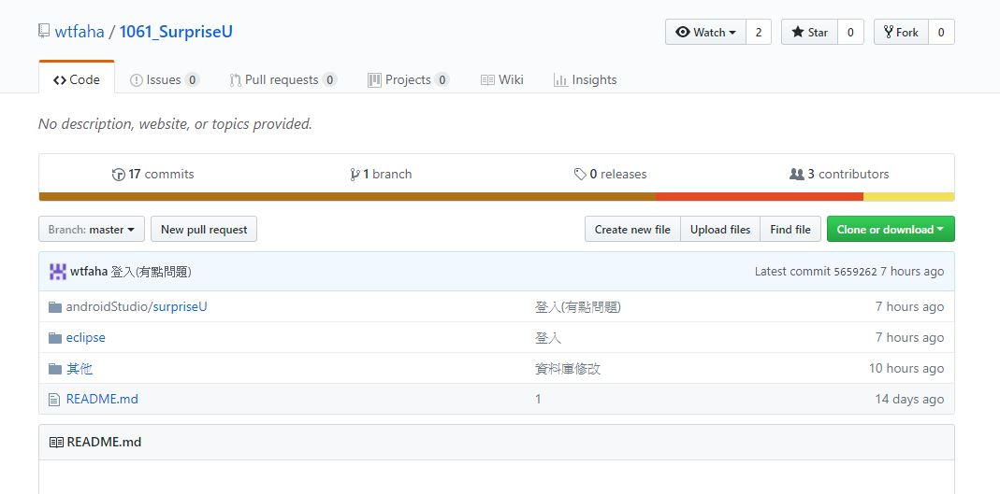 wtfaha / 1061_SurpriseU
Watch 2 Star 0 Fork 0
Code Issues 0 Pull requests 0 Projects 0 Wiki Insights
No description, website, or topics provided.
17 commits 1 branch 0 releases 3 contributors
Branch: master New pull request Create new file Upload files Find file Clone or download
wtfaha 登入(有點問題) Latest commit 5659262 7 hours ago
androidStudio/surpriseU 登入(有點問題) 7 hours ago
eclipse 登入 7 hours ago
其他 資料庫修改 10 hours ago
README.md 1 14 days ago
README.md